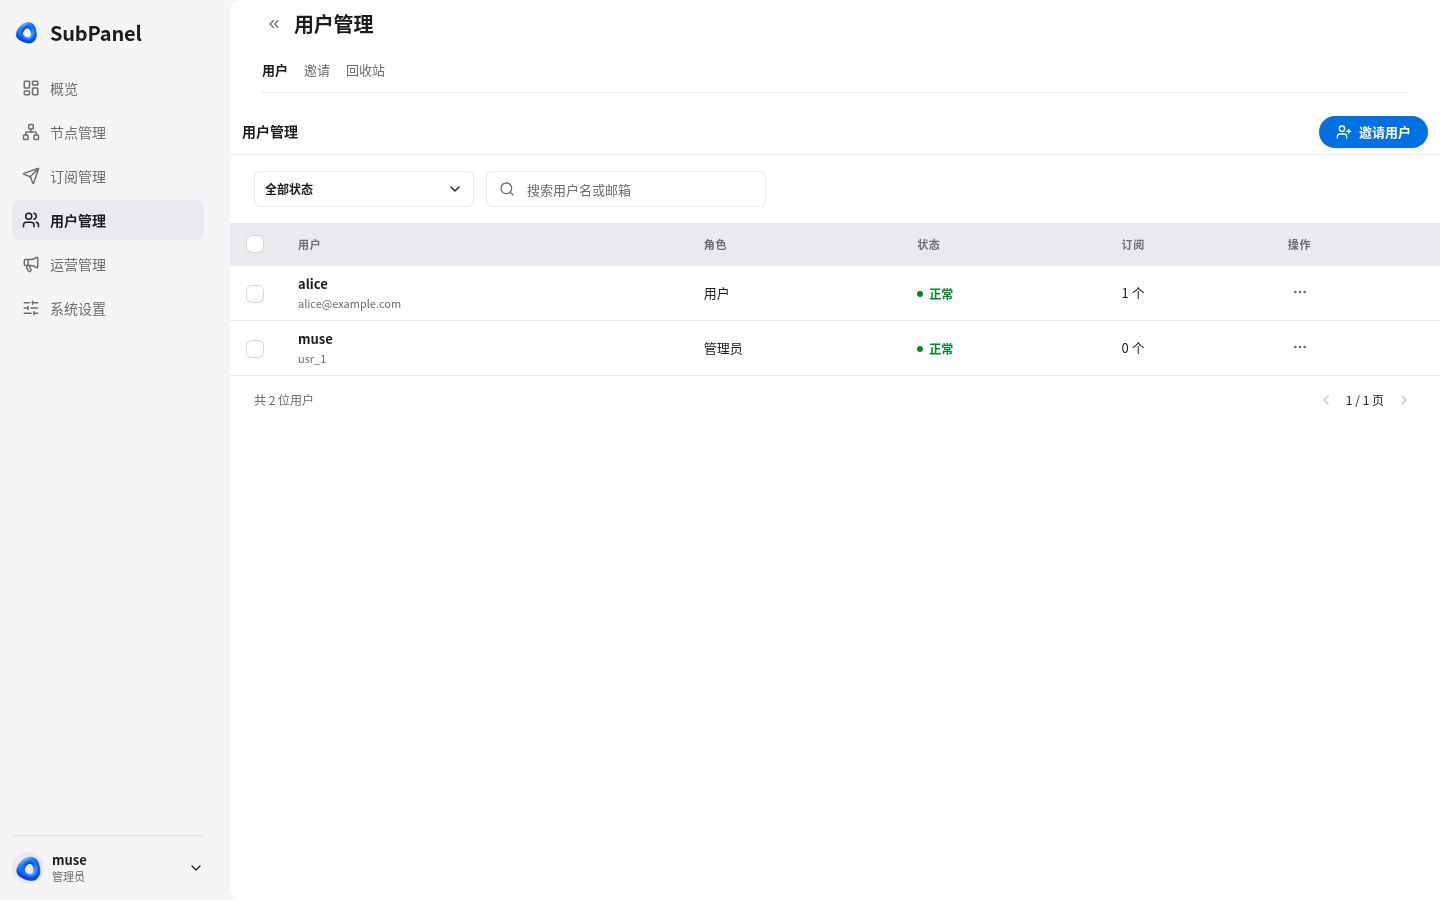 SubPanel
概览
节点管理
订阅管理
用户管理
运营管理
系统设置
muse
管理员
用户管理
用户 邀请 回收站
用户管理
邀请用户
全部状态
搜索用户名或邮箱
用户 角色 状态 订阅 操作
alice
alice@example.com
用户 正常 1 个
muse
usr_1
管理员 正常 0 个
共 2 位用户
1 / 1 页